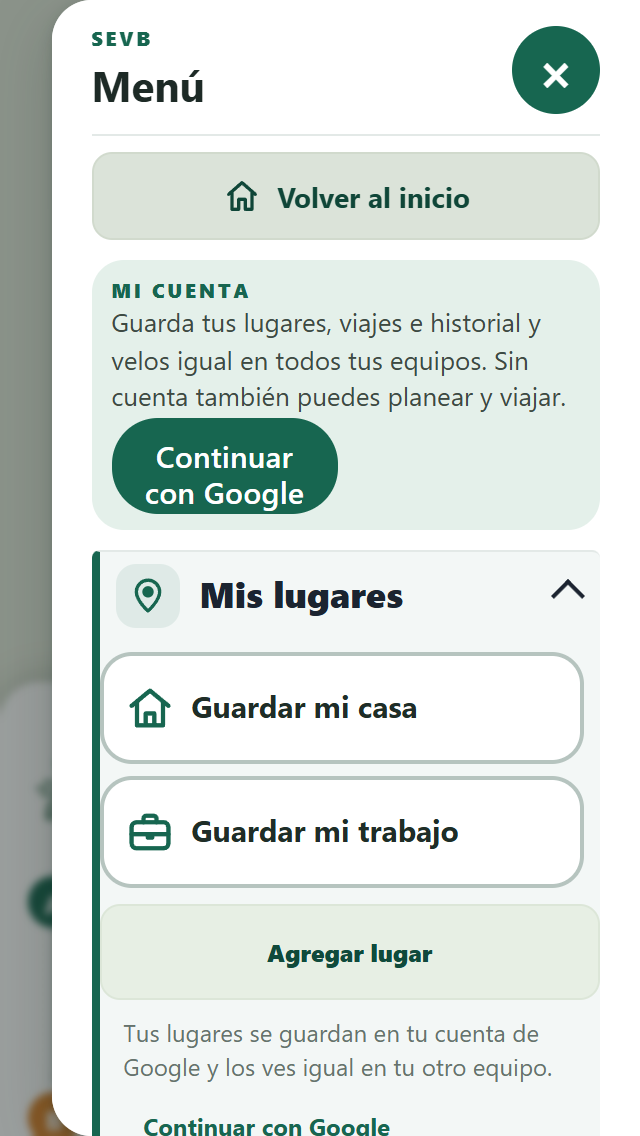 SEVB
Menú
Volver al inicio
MI CUENTA
Guarda tus lugares, viajes e historial y
velos igual en todos tus equipos. Sin
cuenta también puedes planear y viajar.
Continuar
con Google
Mis lugares
Guardar mi casa
Guardar mi trabajo
Agregar lugar
Tus lugares se guardan en tu cuenta de
Google y los ves igual en tu otro equipo.
Continuar con Google